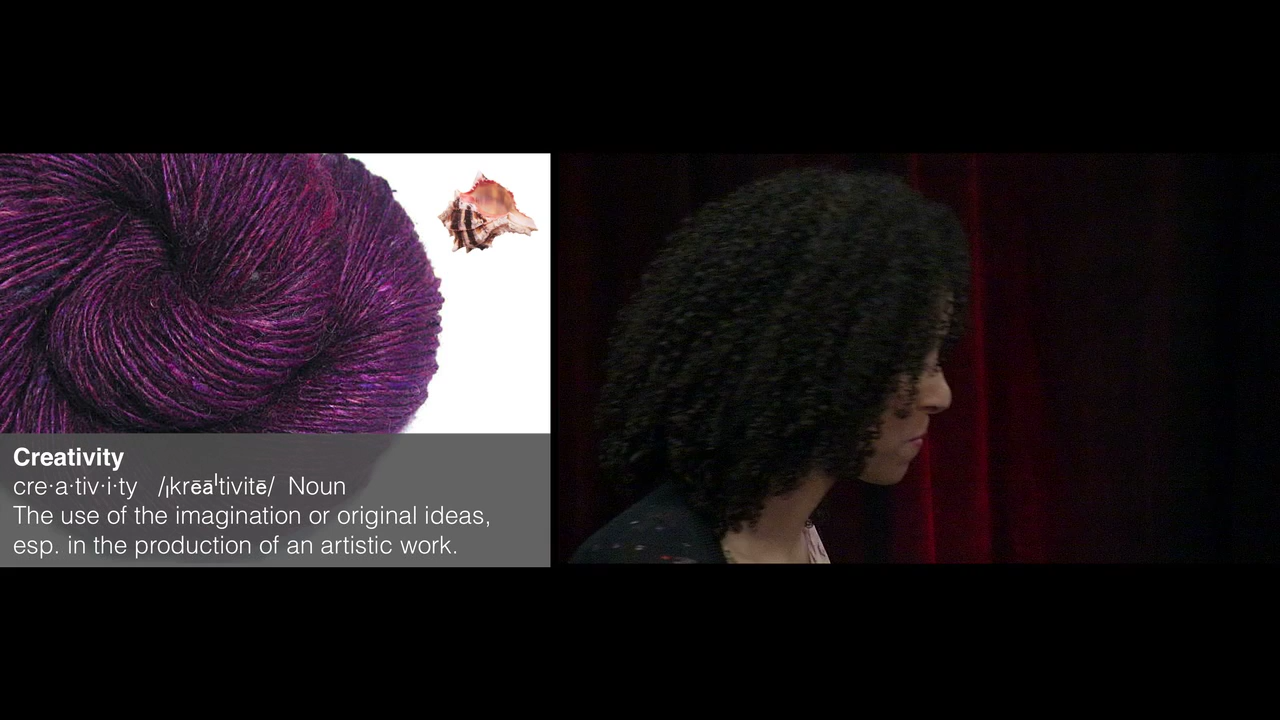 Creativity
cre·a·tiv·i·ty /ˌkrēāˈtivitē/ Noun
The use of the imagination or original ideas,
esp. in the production of an artistic work.